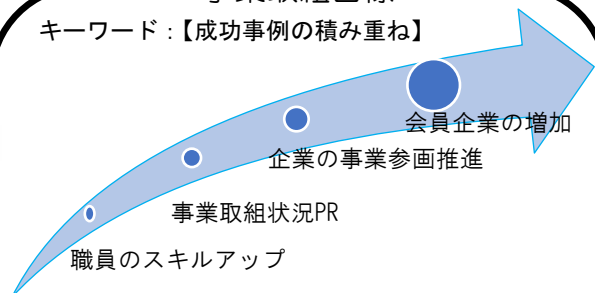 キーワード:【成功事例の積み重ね】
会員企業の増加
企業の事業参画推進
事業取組状況PR
職員のスキルアップ